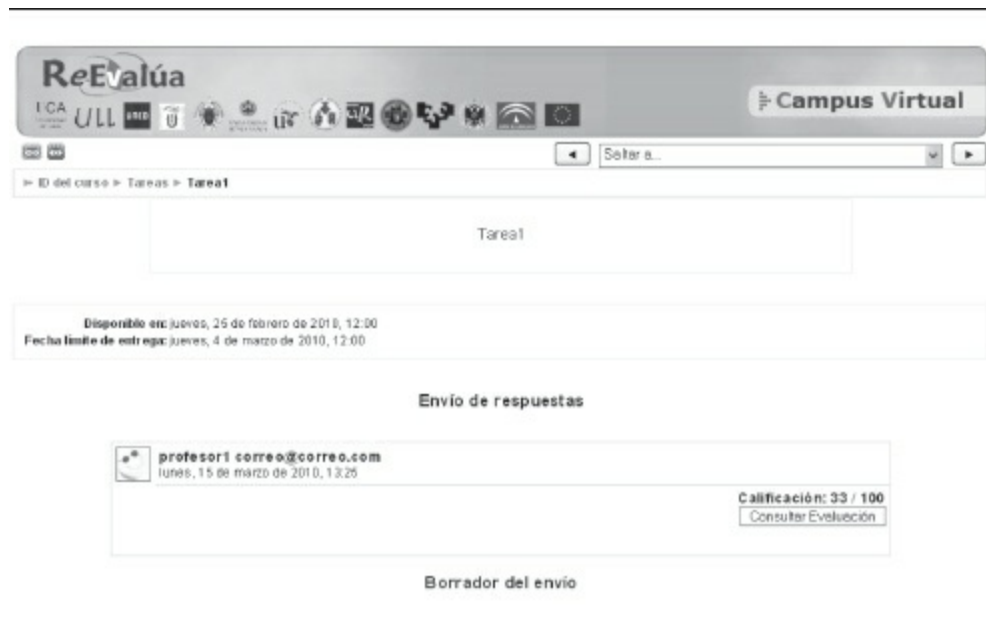 ReEvalúa
UCA ULL UNED
Campus Virtual
Saltar a...
ID del curso ► Tareas ► Tarea1
Tarea1
Disponible en: jueves, 25 de febrero de 2010, 12:00
Fecha límite de entrega: jueves, 4 de marzo de 2010, 12:00
Envío de respuestas
profesor1 correo@correo.com
lunes, 15 de marzo de 2010, 13:25
Calificación: 33 / 100
Consultar Evaluación
Borrador del envío